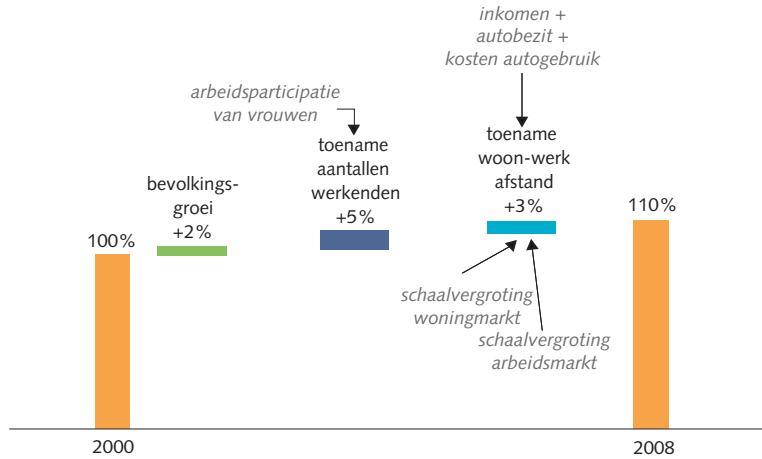 inkomen +
autobezit +
kosten autogebruik
arbeidsparticipatie
van vrouwen
toename
aantallen
werkenden
+5%
toename
woon-werk
afstand
+3%
bevolkings-
groei
+2%
100%
110%
schaalvergroting
woningmarkt
schaalvergroting
arbeidsmarkt
2000
2008